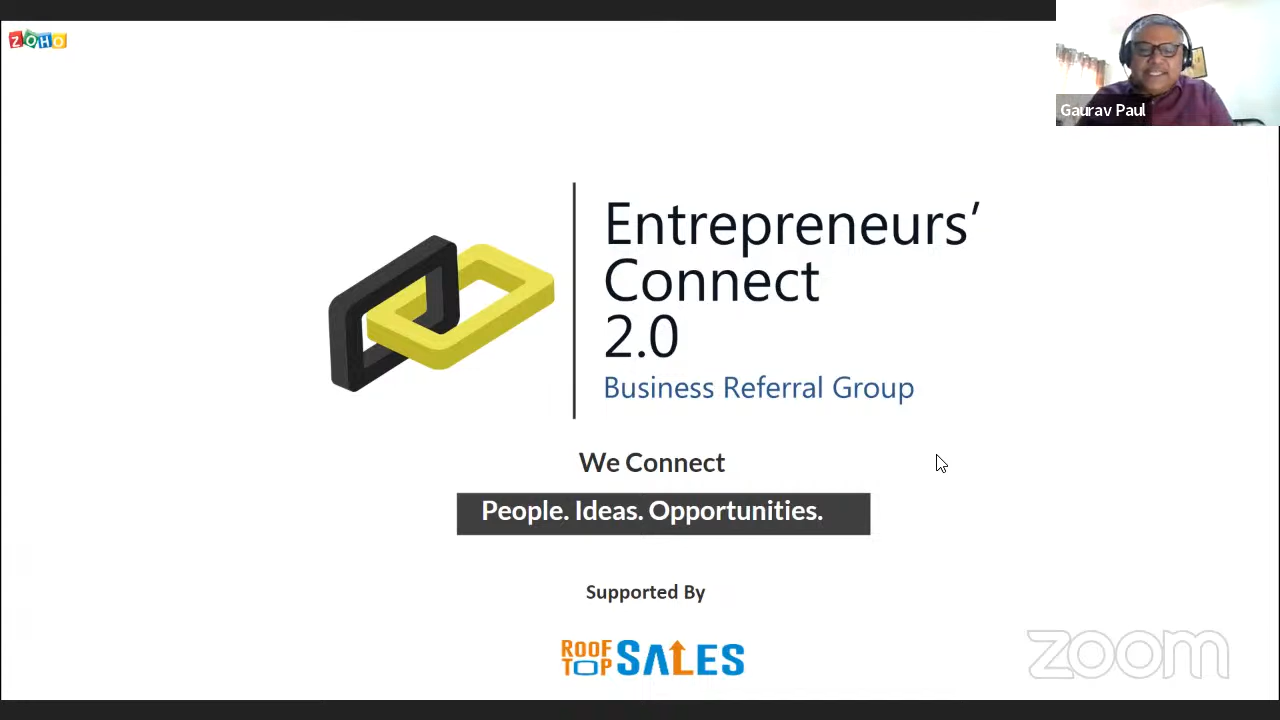 ZOHO
Gaurav Paul
Entrepreneurs’
Connect
2.0
Business Referral Group
We Connect
People. Ideas. Opportunities.
Supported By
ROOF
TOP SALES
zoom